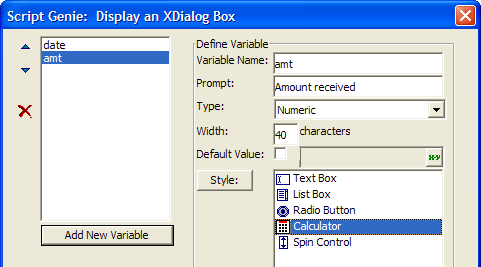 Script Genie:  Display an XDialog Box
date
amt
Add New Variable
Define Variable
Variable Name: amt
Prompt: Amount received
Type: Numeric
Width: 40 characters
Default Value:
Style:
Text Box
List Box
Radio Button
Calculator
Spin Control